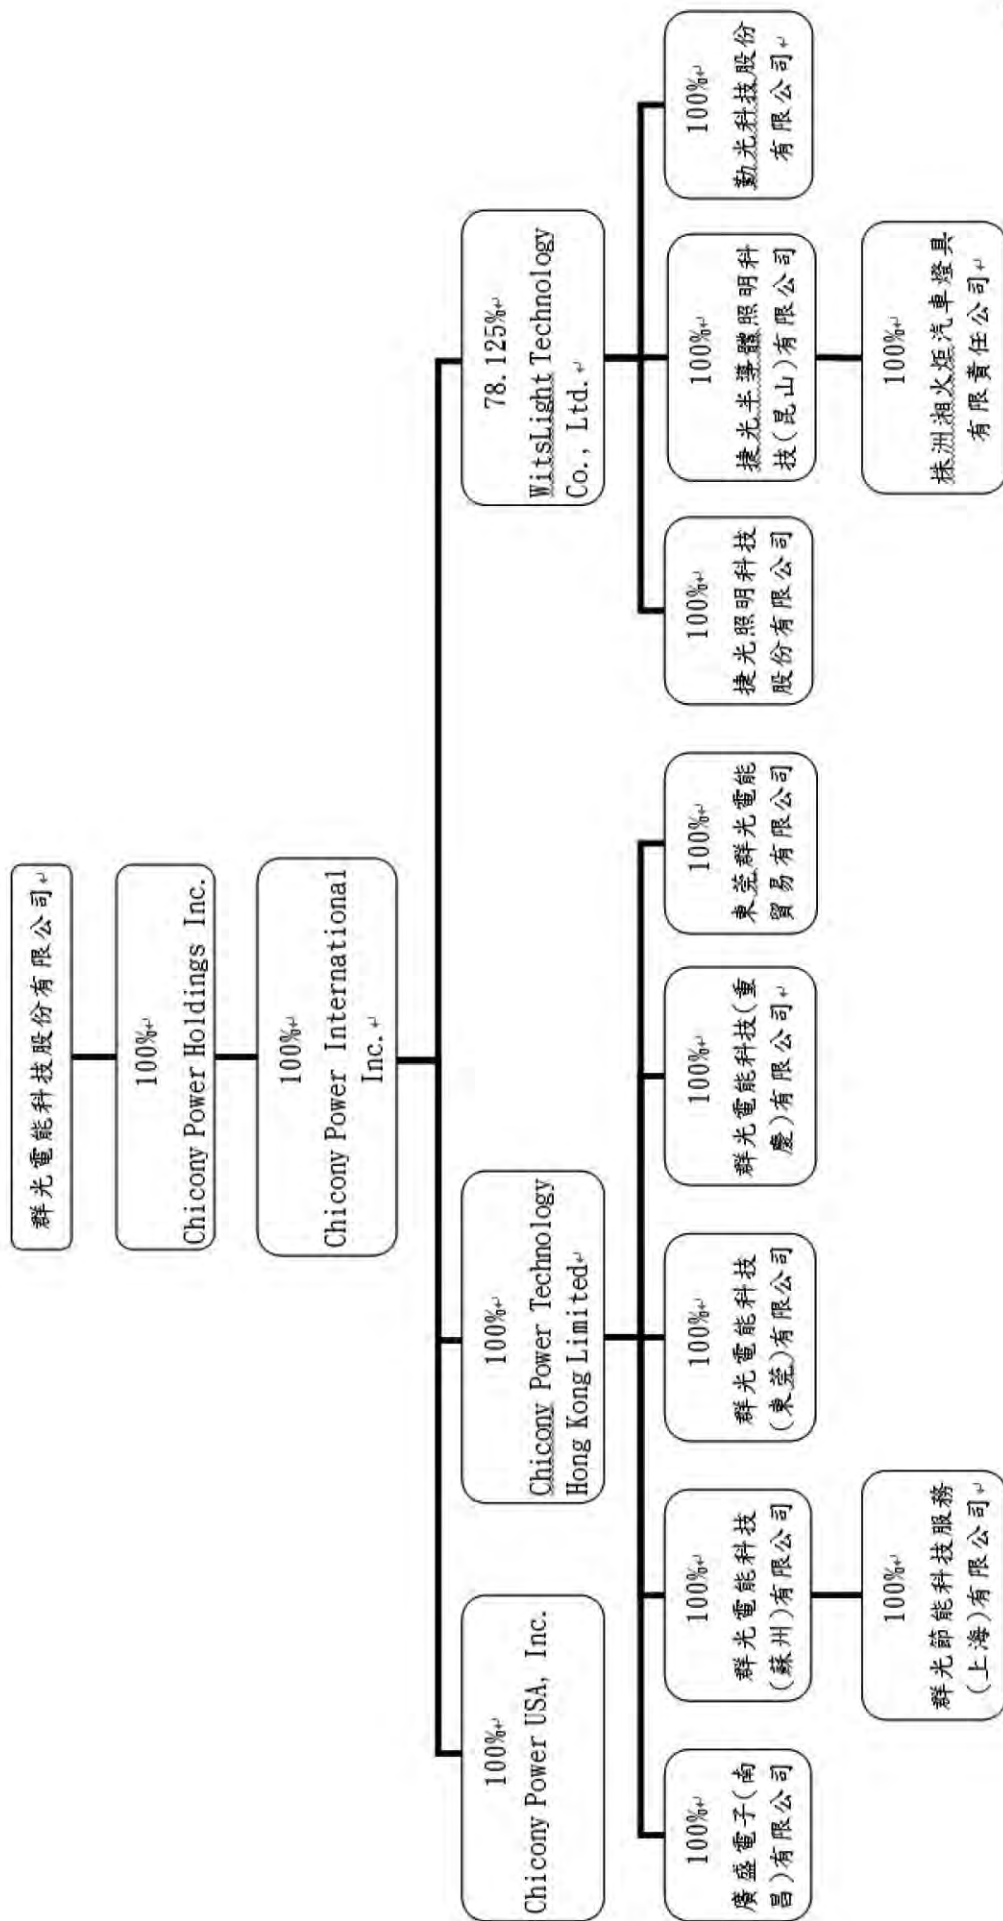 群光電能科技股份有限公司
100%
Chicony Power Holdings Inc.
100%
Chicony Power International
Inc.
100%
Chicony Power USA, Inc.
100%
Chicony Power Technology
Hong Kong Limited
78.125%
WitsLight Technology
Co., Ltd.
100%
廣盛電子(南
昌)有限公司
100%
群光電能科技
(蘇州)有限公司
100%
群光電能科技
(東莞)有限公司
100%
群光電能科技(重
慶)有限公司
100%
東莞群光電能
貿易有限公司
100%
捷光照明科技
股份有限公司
100%
捷光半導體照明科
技(昆山)有限公司
100%
勤光科技股份
有限公司
100%
群光節能科技服務
(上海)有限公司
100%
株洲湘火炬汽車燈具
有限責任公司